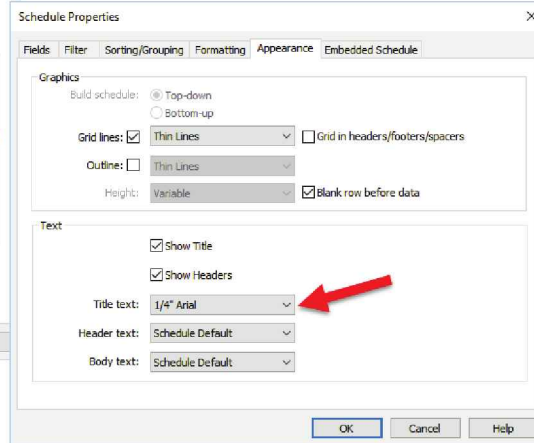 Schedule Properties
Fields Filter Sorting/Grouping Formatting Appearance Embedded Schedule
Graphics
Build schedule: Top-down
Bottom-up
Grid lines: Thin Lines Grid in headers/footers/spacers
Outline: Thin Lines
Height: Variable Blank row before data
Text
Show Title
Show Headers
Title text: 1/4" Arial
Header text: Schedule Default
Body text: Schedule Default
OK Cancel Help